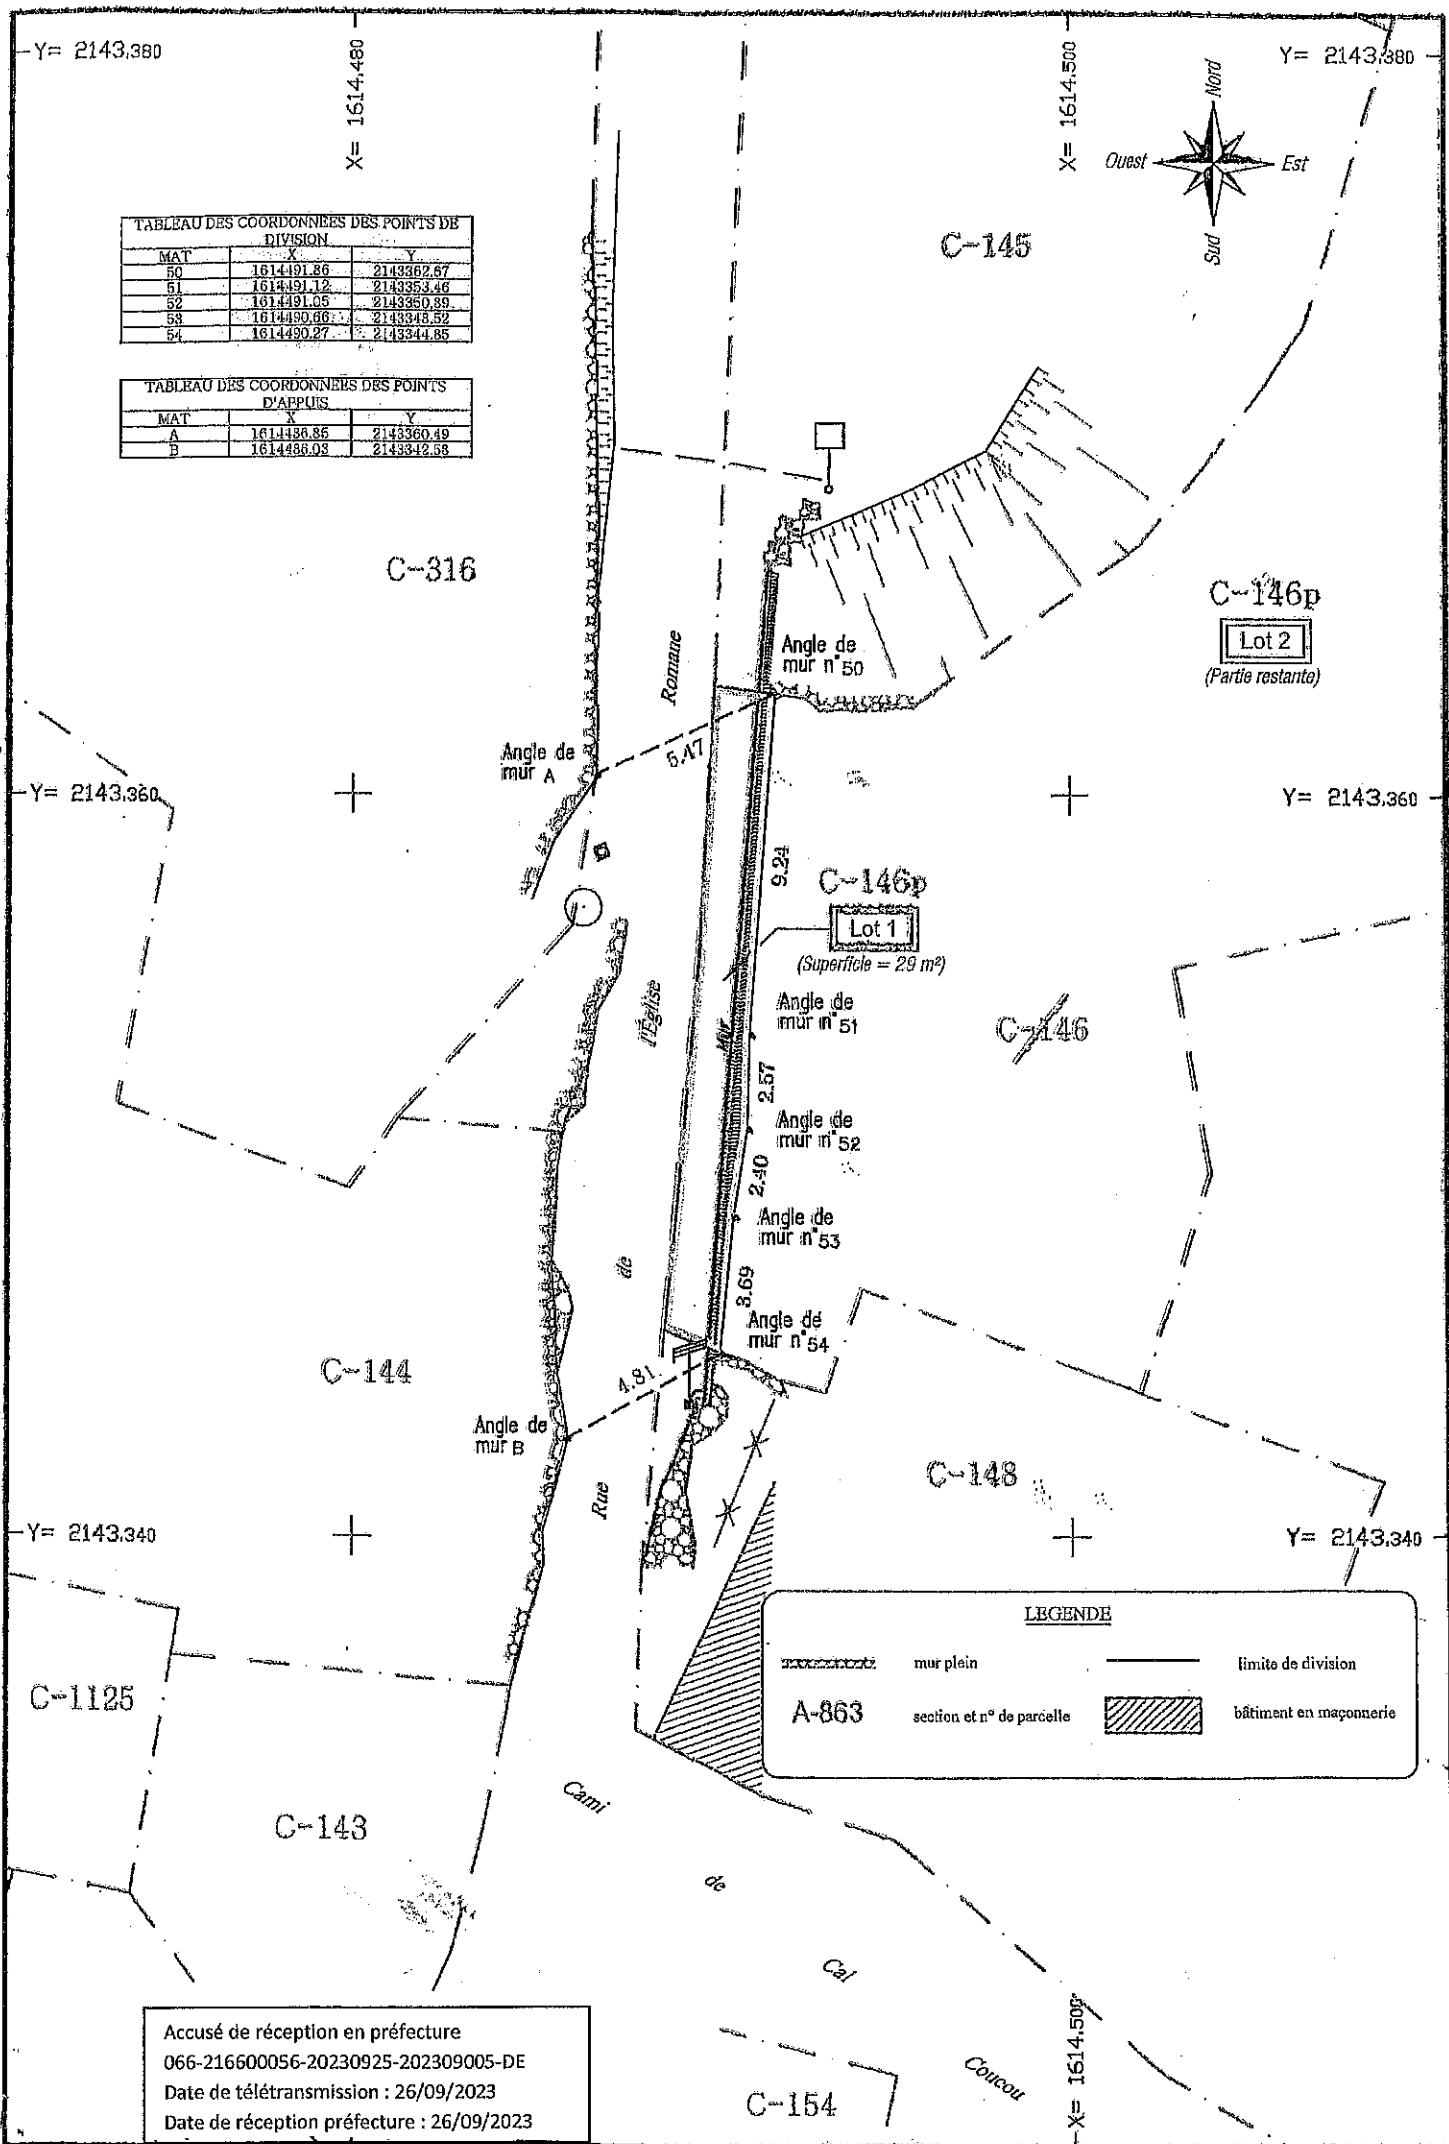 Y= 2143.380
X= 1614.480
X= 1614.500
Y= 2143.380
Nord
Ouest
Est
Sud
C-145
TABLEAU DES COORDONNEES DES POINTS DE
DIVISION
MAT X Y
50 1614491.86 2143362.67
51 1614491.12 2143353.46
52 1614491.05 2143350.89
53 1614490.66 2143348.52
54 1614490.27 2143344.85
TABLEAU DES COORDONNEES DES POINTS
D'APPUIS
MAT X Y
A 1614486.85 2143360.49
B 1614486.03 2143342.58
C-316
C-146p
Lot 2
(Partie restante)
Romane
Angle de
mur n°50
Angle de
mur A
5.47
Y= 2143.360
Y= 2143.360
9.24
C-146p
Lot 1
(Superficie = 29 m²)
l'Eglise
Mur
Angle de
mur n°51
C-146
2.57
Angle de
mur n°52
2.40
Angle de
mur n°53
de
3.69
Angle de
mur n°54
C-144
4.81
Angle de
mur B
C-148
Rue
Y= 2143.340
Y= 2143.340
LEGENDE
mur plein
limite de division
A-863
section et n° de parcelle
bâtiment en maçonnerie
C-1125
C-143
Cami
de
Cal
Coucou
X= 1614.500
C-154
Accusé de réception en préfecture
066-216600056-20230925-202309005-DE
Date de télétransmission : 26/09/2023
Date de réception préfecture : 26/09/2023